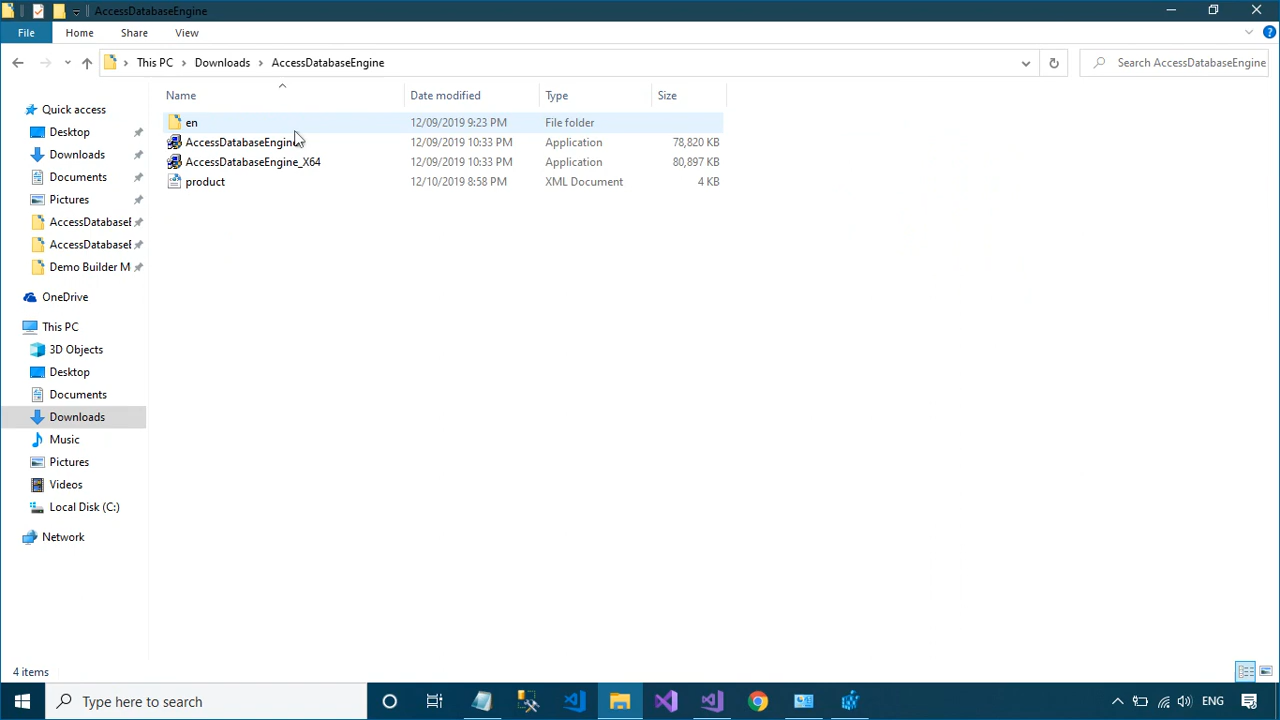 AccessDatabaseEngine
File Home Share View
This PC Downloads AccessDatabaseEngine Search AccessDatabaseEngine
Name Date modified Type Size
Quick access
Desktop
Downloads
Documents
Pictures
AccessDatabaseE
AccessDatabaseE
Demo Builder M
OneDrive
This PC
3D Objects
Desktop
Documents
Downloads
Music
Pictures
Videos
Local Disk (C:)
Network
en 12/09/2019 9:23 PM File folder
AccessDatabaseEngine 12/09/2019 10:33 PM Application 78,820 KB
AccessDatabaseEngine_X64 12/09/2019 10:33 PM Application 80,897 KB
product 12/10/2019 8:58 PM XML Document 4 KB
4 items
Type here to search ENG